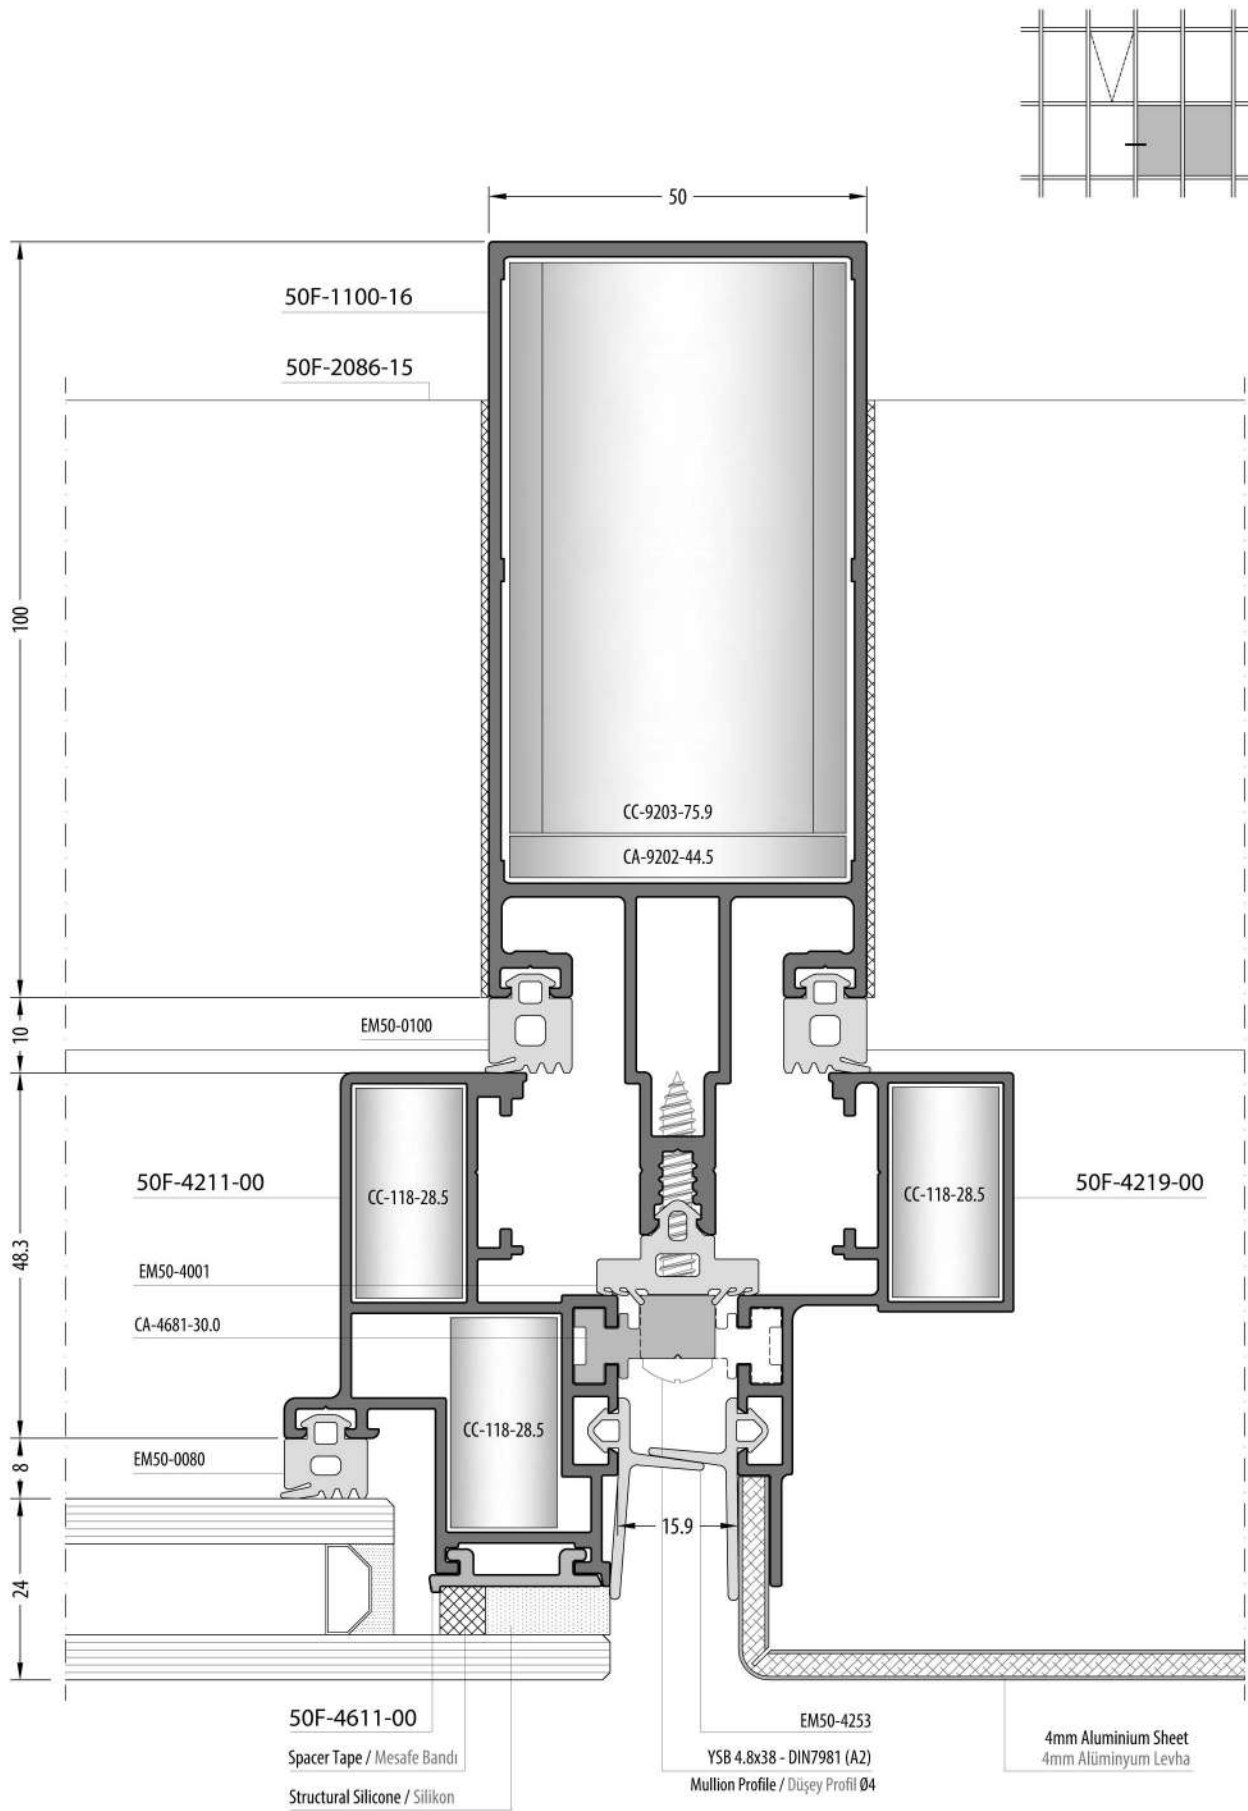 50
50F-1100-16
50F-2086-15
100
CC-9203-75.9
CA-9202-44.5
10
EM50-0100
50F-4211-00
CC-118-28.5
CC-118-28.5
50F-4219-00
48.3
EM50-4001
CA-4681-30.0
CC-118-28.5
8
EM50-0080
15.9
24
50F-4611-00
Spacer Tape / Mesafe Bandı
Structural Silicone / Silikon
EM50-4253
YSB 4.8x38 - DIN7981 (A2)
Mullion Profile / Düşey Profil Ø4
4mm Aluminium Sheet
4mm Alüminyum Levha